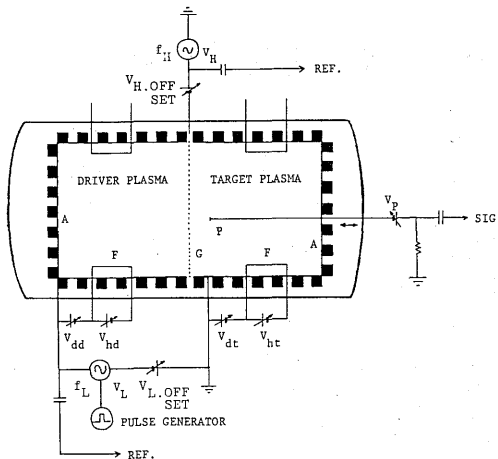 f_H
V_H
REF.
V_H.OFF
SET
DRIVER PLASMA
TARGET PLASMA
A
P
V_P
SIG
F
G
F
A
V_dd
V_hd
V_dt
V_ht
f_L
V_L
V_L.OFF
SET
PULSE GENERATOR
REF.